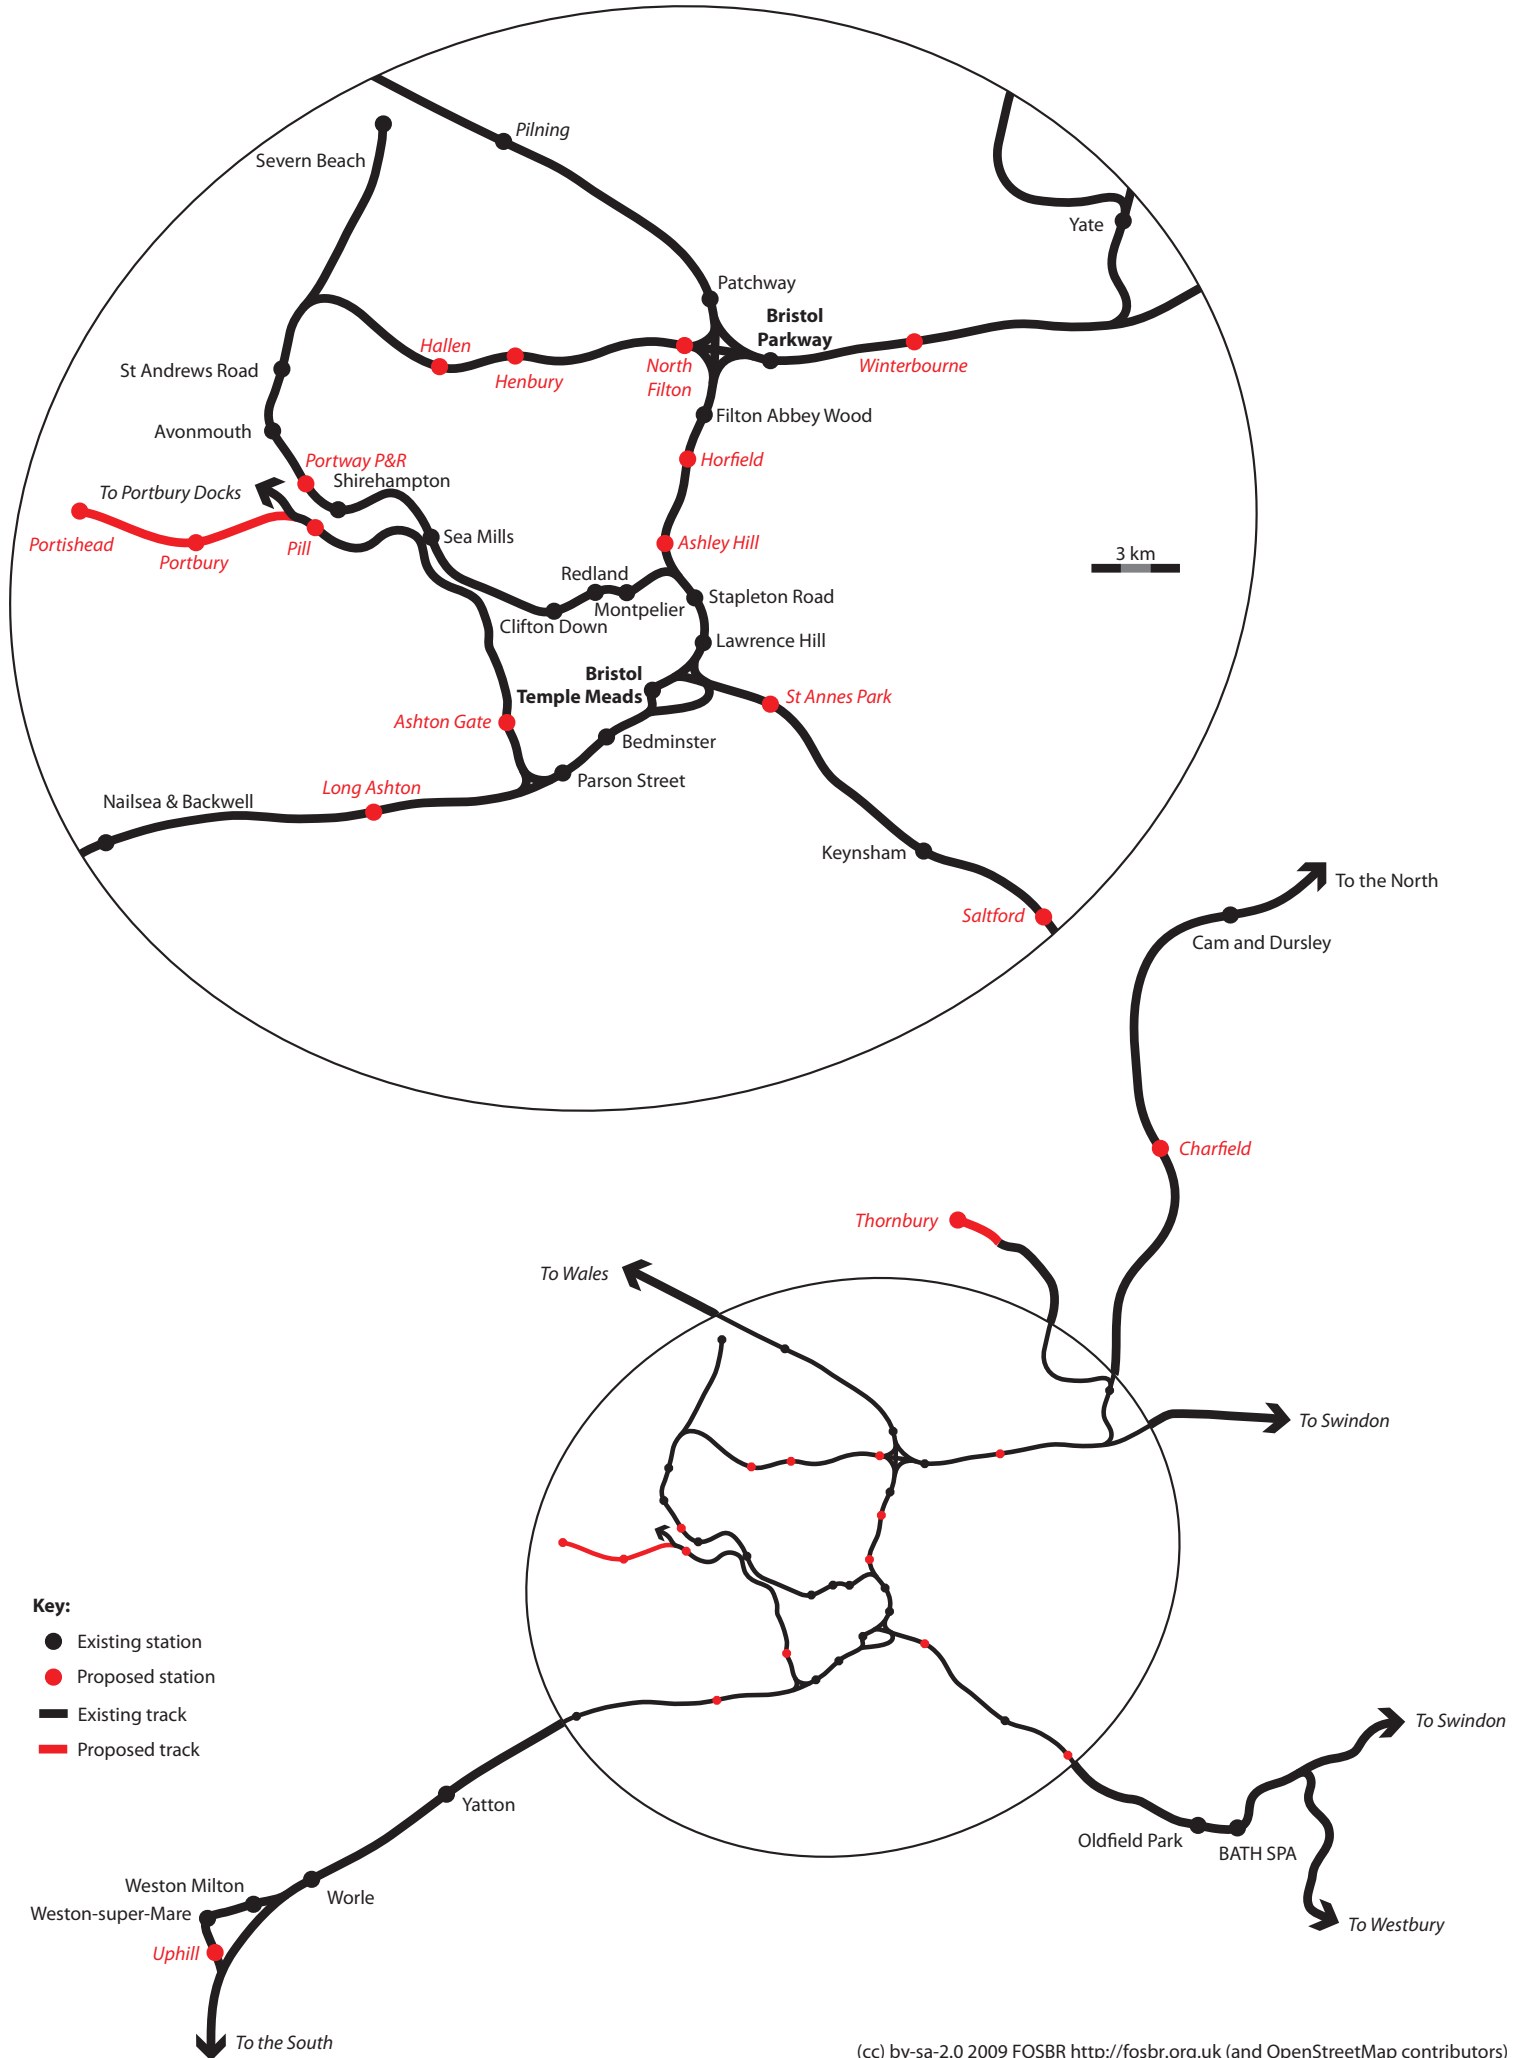 Pilning
Severn Beach
Yate
Patchway
Bristol
Parkway
Hallen
Henbury
North
Filton
Winterbourne
St Andrews Road
Filton Abbey Wood
Avonmouth
Portway P&R
Horfield
Shirehampton
To Portbury Docks
Sea Mills
Portishead
Portbury
Pill
Ashley Hill
3 km
Redland
Montpelier
Stapleton Road
Clifton Down
Lawrence Hill
Bristol
Temple Meads
St Annes Park
Ashton Gate
Bedminster
Parson Street
Long Ashton
Nailsea & Backwell
Keynsham
To the North
Saltford
Cam and Dursley
Charfield
Thornbury
To Wales
To Swindon
Key:
Existing station
Proposed station
Existing track
Proposed track
To Swindon
Yatton
Oldfield Park
BATH SPA
Weston Milton
Worle
Weston-super-Mare
To Westbury
Uphill
To the South
(cc) by-sa-2.0 2009 FOSBR http://fosbr.org.uk (and OpenStreetMap contributors)